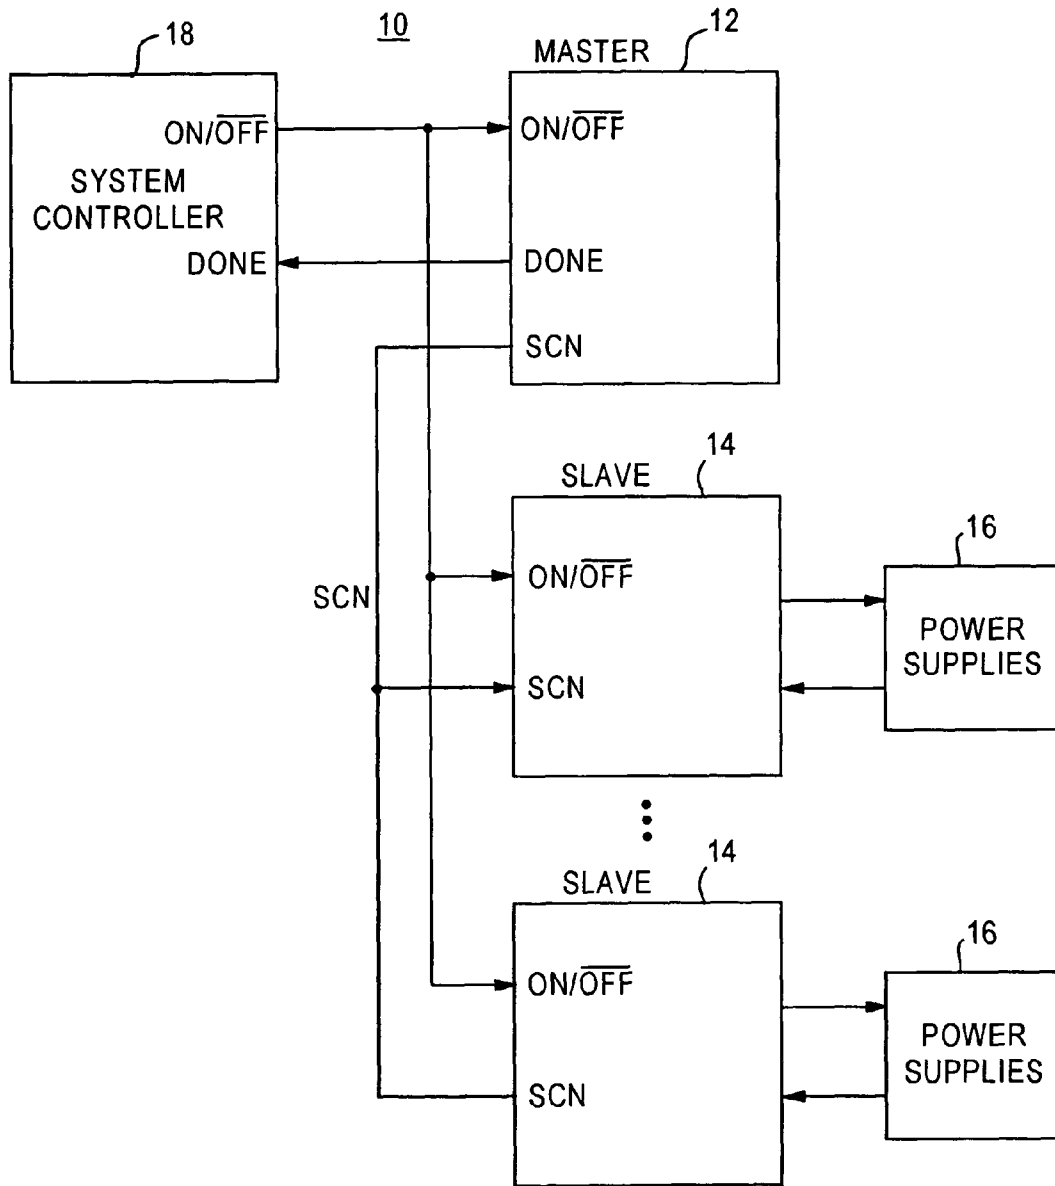 10
18
12
MASTER
ON/OFF
ON/OFF
SYSTEM
CONTROLLER
DONE
DONE
SCN
14
SLAVE
16
ON/OFF
SCN
POWER
SUPPLIES
SCN
14
SLAVE
16
ON/OFF
POWER
SUPPLIES
SCN